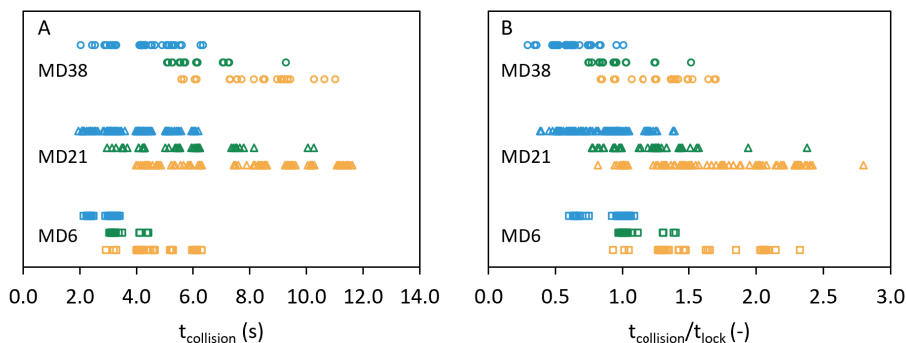 A
MD38
MD21
MD6
0.0 2.0 4.0 6.0 8.0 10.0 12.0 14.0
tcollision (s)
B
MD38
MD21
MD6
0.0 0.5 1.0 1.5 2.0 2.5 3.0
tcollision/tlock (-)